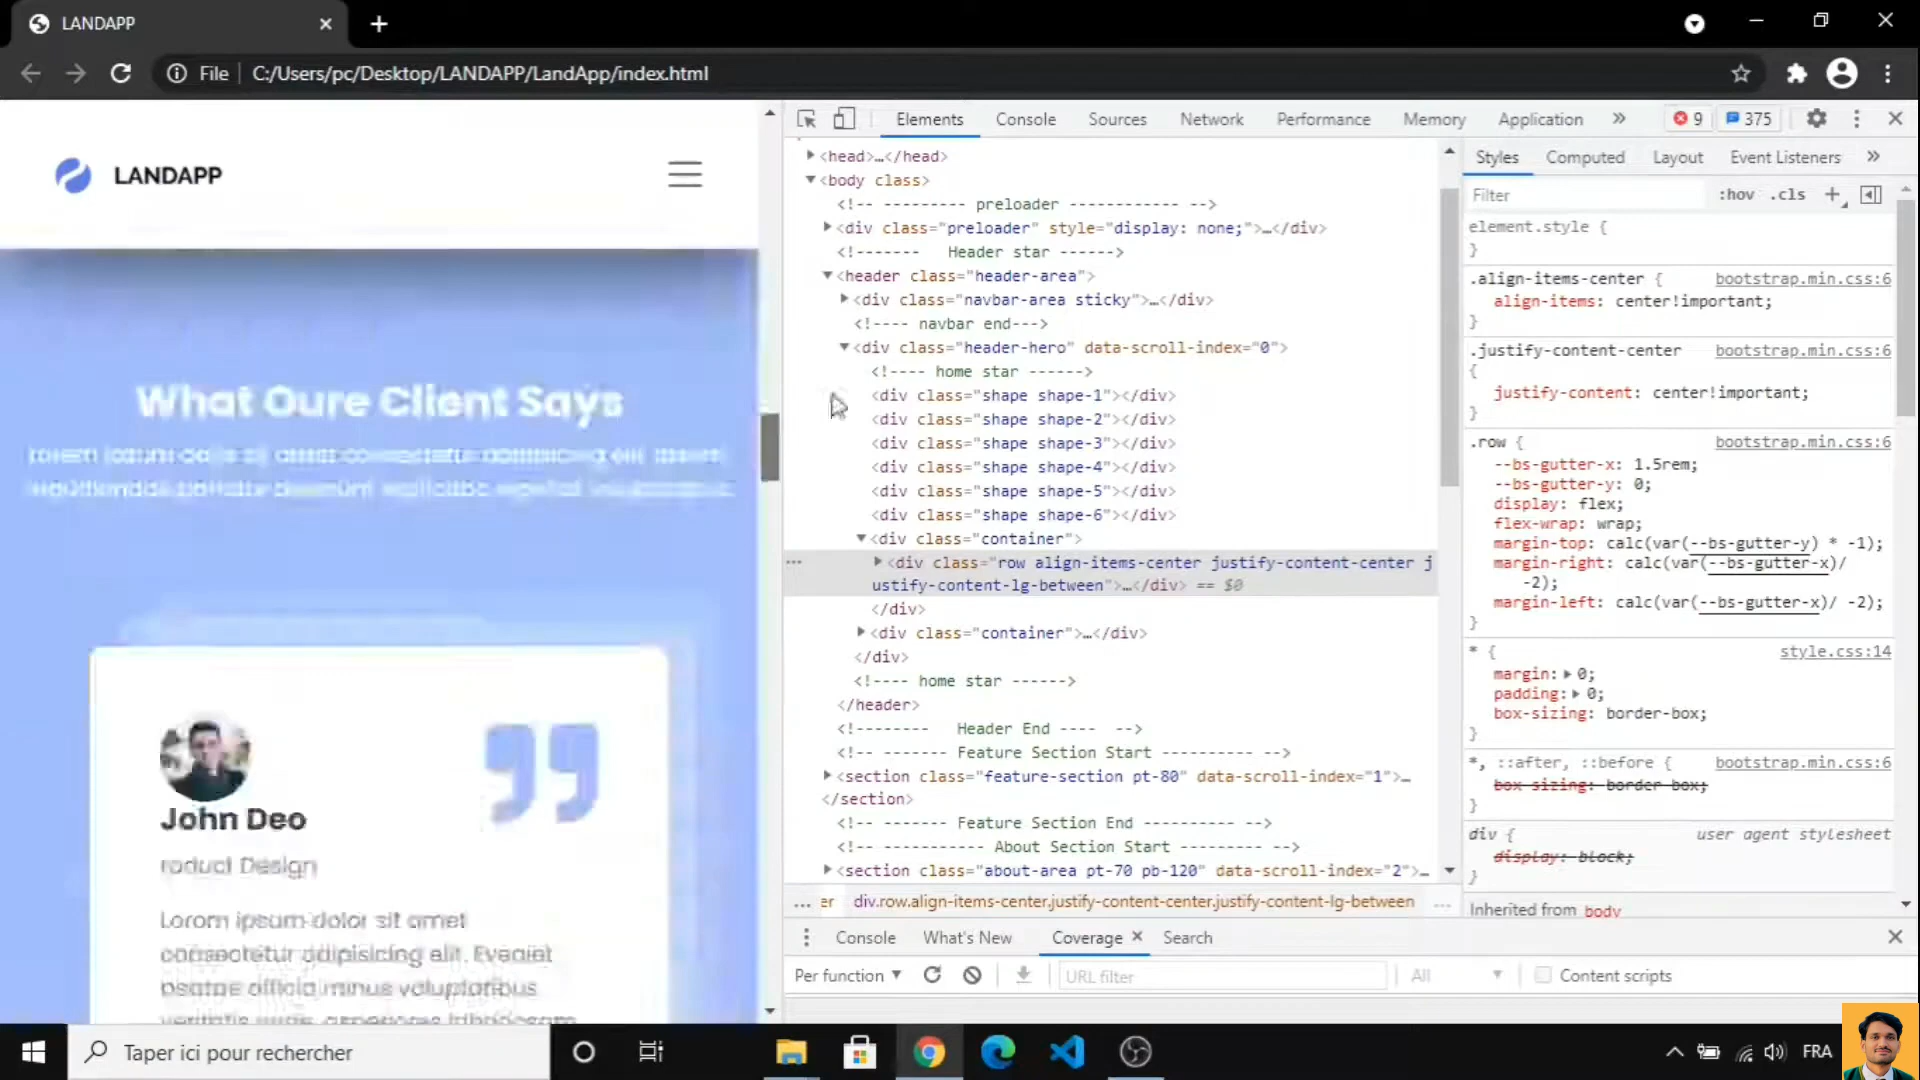 LANDAPP
File
C:/Users/pc/Desktop/LANDAPP/LandApp/index.html
LANDAPP
What Oure Client Says
John Deo
roduct Design
Lorem ipsum dolor sit amet
consectetur adipisicing elit. Eveniet
officia minus voluptatibus
Elements Console Sources Network Performance Memory Application » 9 375
<head>…</head>
<body class>
<!-- --------- preloader ------------ -->
<div class="preloader" style="display: none;">…</div>
<!------- Header star ------>
<header class="header-area">
<div class="navbar-area sticky">…</div>
<!---- navbar end--->
<div class="header-hero" data-scroll-index="0">
<!---- home star ------>
<div class="shape shape-1"></div>
<div class="shape shape-2"></div>
<div class="shape shape-3"></div>
<div class="shape shape-4"></div>
<div class="shape shape-5"></div>
<div class="shape shape-6"></div>
<div class="container">
<div class="row align-items-center justify-content-center j
ustify-content-lg-between">…</div> == $0
</div>
<div class="container">…</div>
</div>
<!---- home star ------>
</header>
<!------- Header End ---- -->
<!-- ------- Feature Section Start ---------- -->
<section class="feature-section pt-80" data-scroll-index="1">…
</section>
<!-- ------- Feature Section End ---------- -->
<!-- ----------- About Section Start --------- -->
<section class="about-area pt-70 pb-120" data-scroll-index="2">…
... er div.row.align-items-center.justify-content-center.justify-content-lg-between ...
Styles Computed Layout Event Listeners »
Filter :hov .cls +
element.style {
}
.align-items-center { bootstrap.min.css:6
align-items: center!important;
}
.justify-content-center bootstrap.min.css:6
{
justify-content: center!important;
}
.row { bootstrap.min.css:6
--bs-gutter-x: 1.5rem;
--bs-gutter-y: 0;
display: flex;
flex-wrap: wrap;
margin-top: calc(var(--bs-gutter-y) * -1);
margin-right: calc(var(--bs-gutter-x)/
-2);
margin-left: calc(var(--bs-gutter-x)/ -2);
}
* { style.css:14
margin: 0;
padding: 0;
box-sizing: border-box;
}
*, ::after, ::before { bootstrap.min.css:6
box-sizing: border-box;
}
div { user agent stylesheet
display: block;
}
Inherited from body
Console What's New Coverage Search
Per function URL filter All Content scripts
Taper ici pour rechercher
FRA